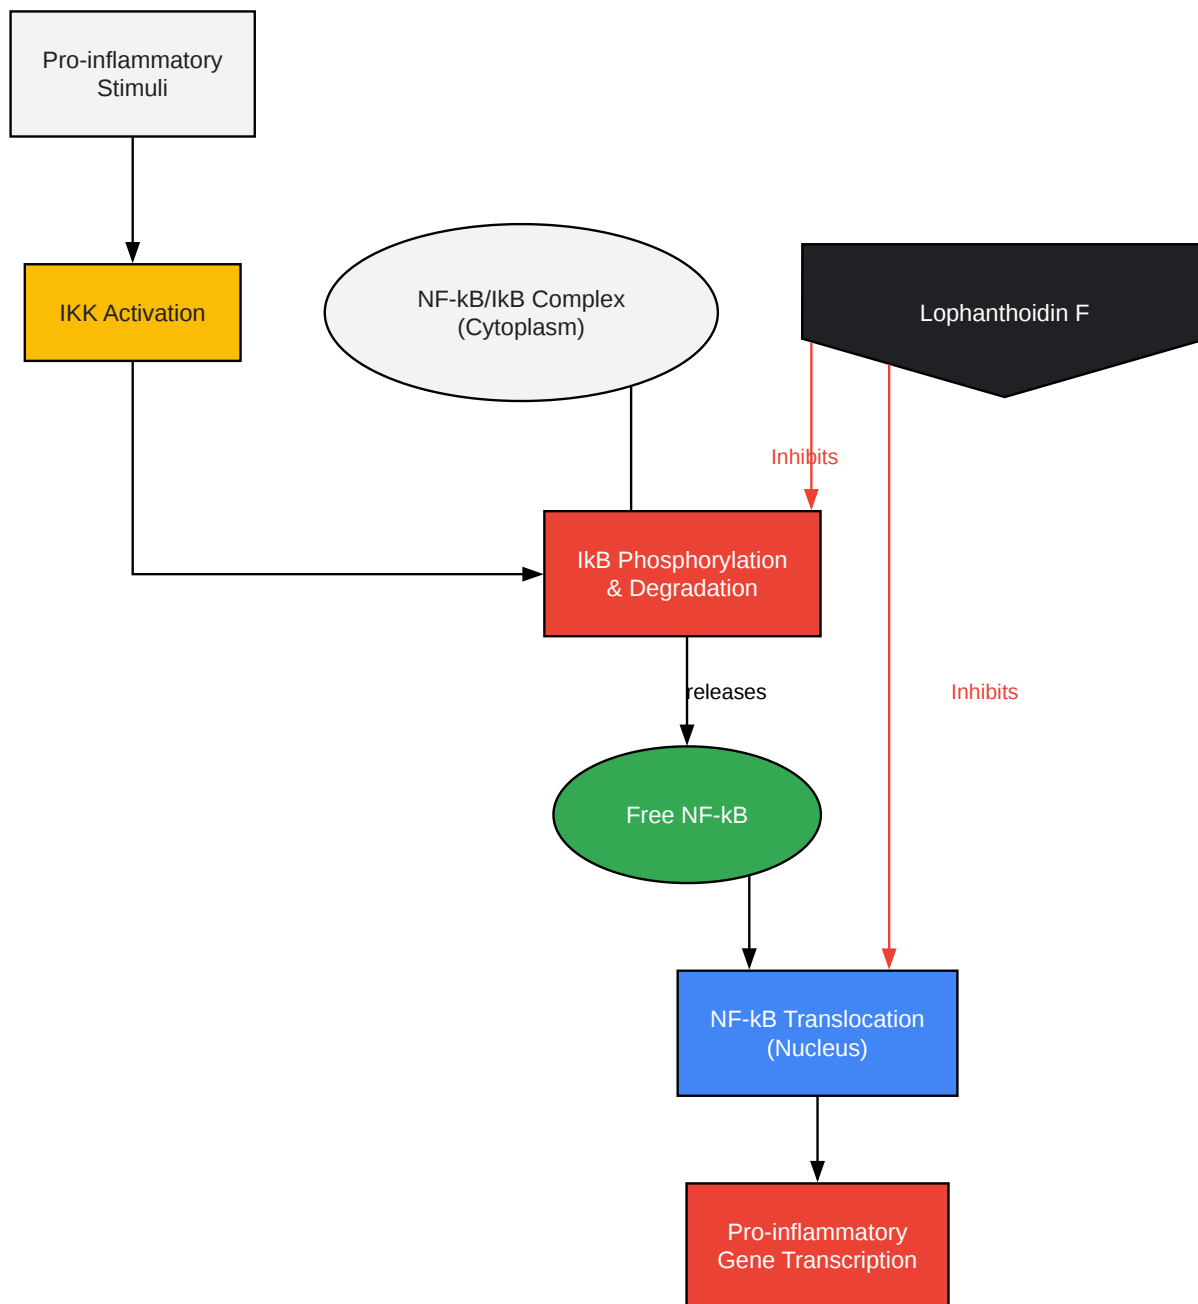 Pro-inflammatory
Stimuli
IKK Activation
NF-kB/IkB Complex
(Cytoplasm)
Lophanthoidin F
Inhibits
IkB Phosphorylation
& Degradation
releases
Inhibits
Free NF-kB
NF-kB Translocation
(Nucleus)
Pro-inflammatory
Gene Transcription